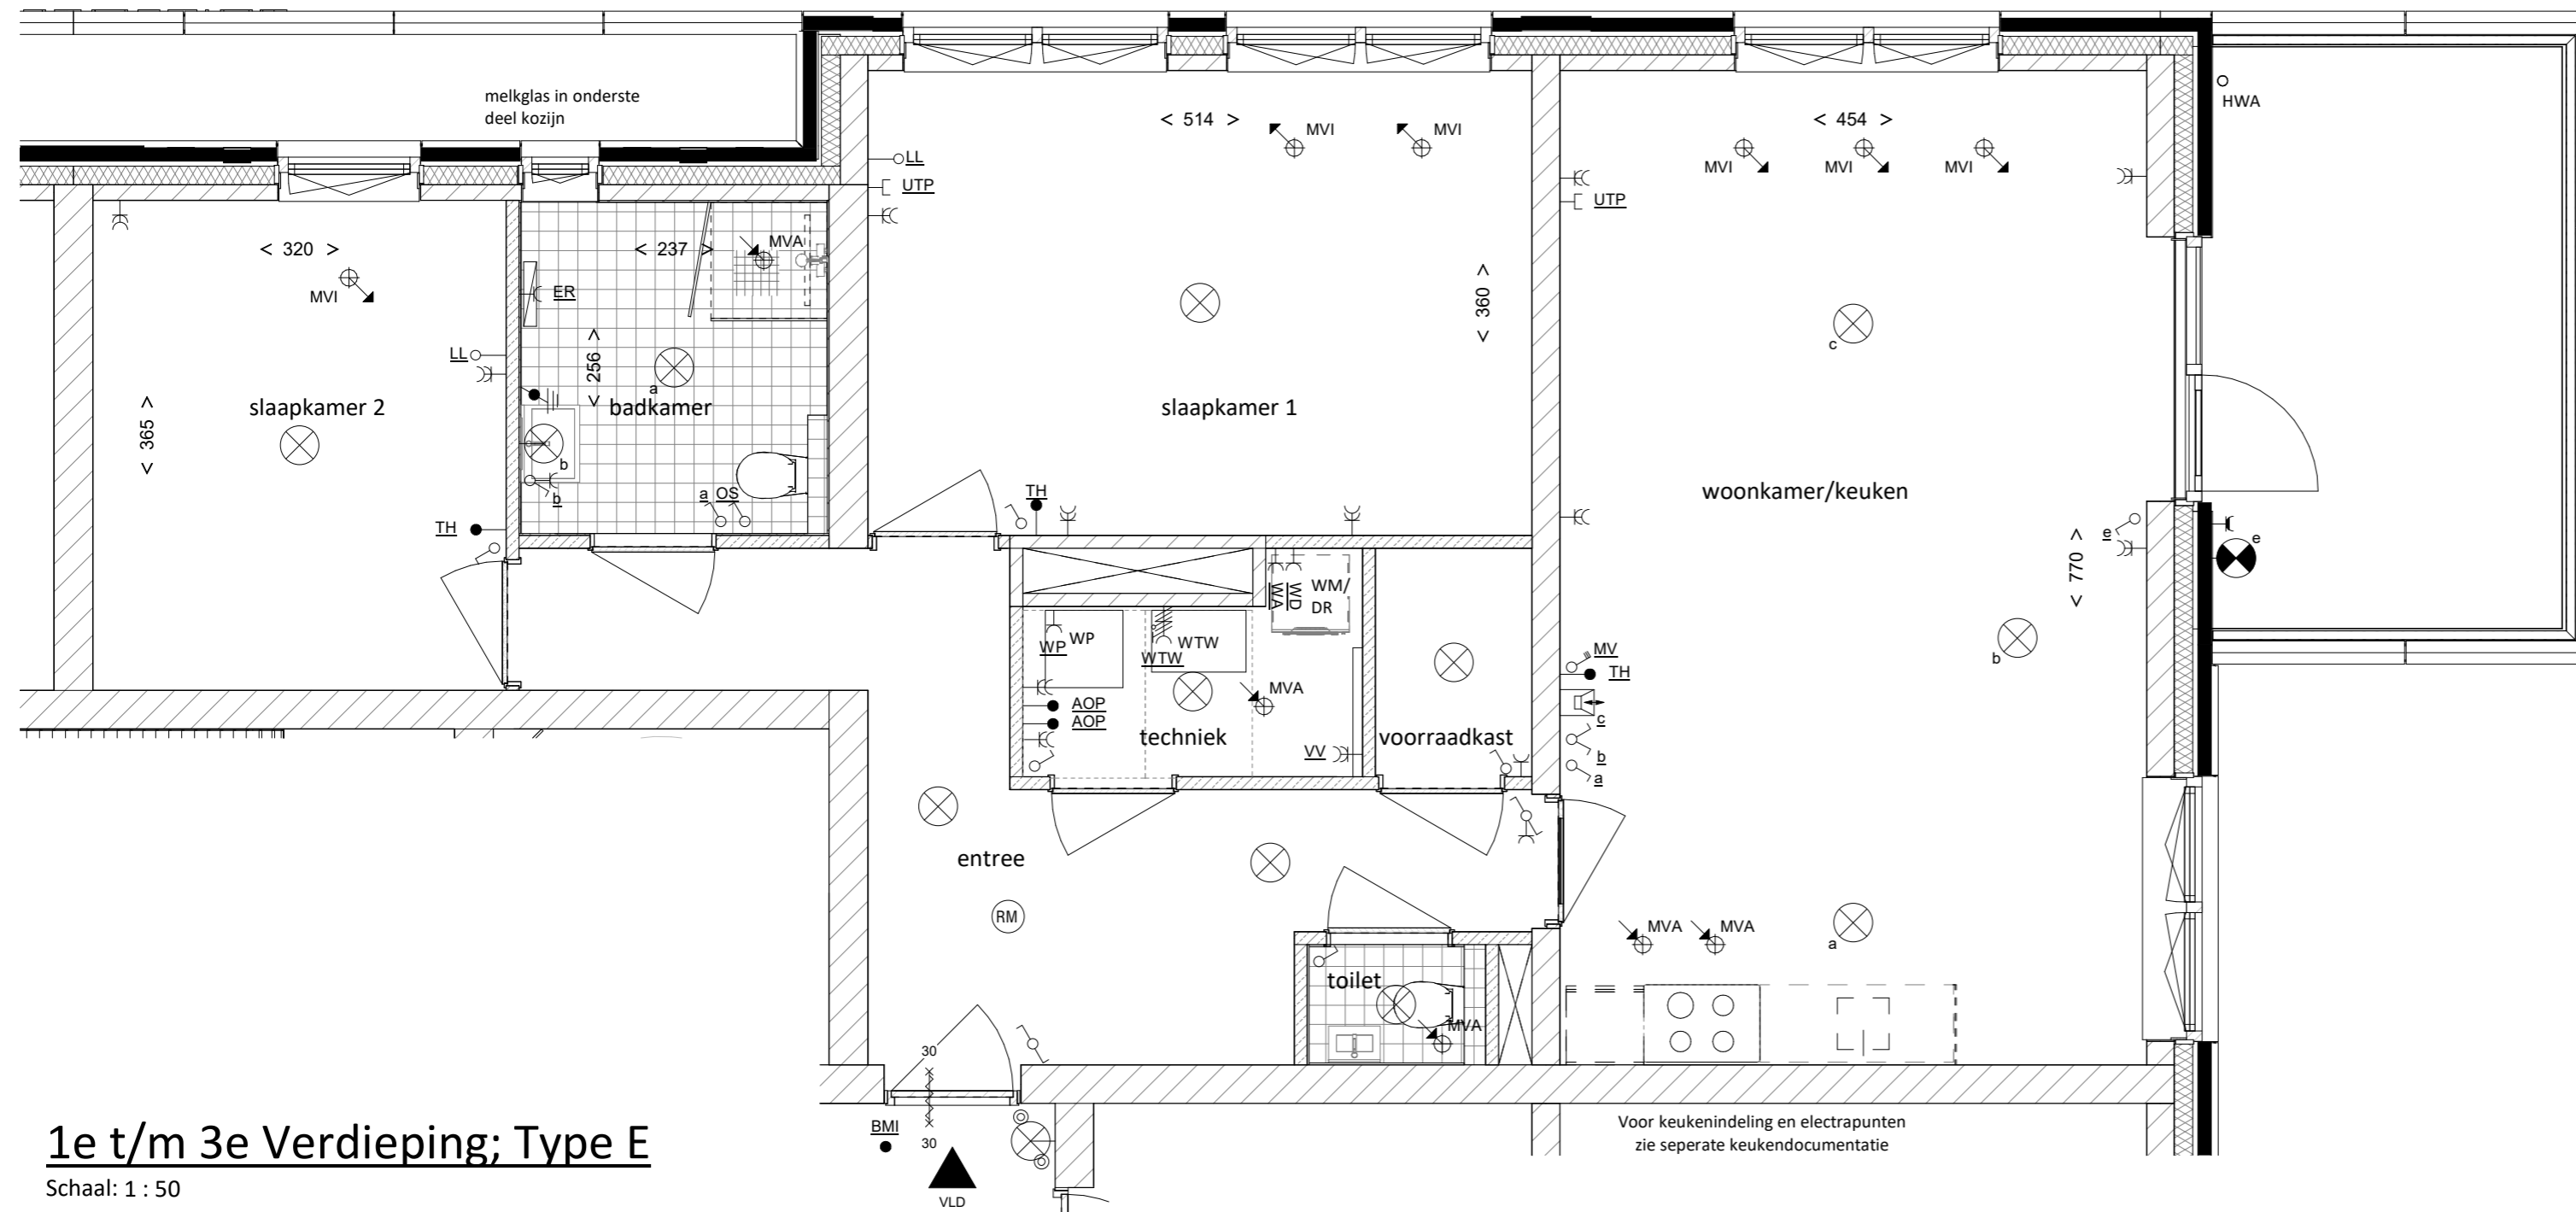 melkglas in onderste
deel kozijn
HWA
< 514 >
MVI
MVI
< 454 >
MVI
MVI
MVI
LL
UTP
UTP
< 320 >
MVI
< 237 >
MVA
ER
< 256 >
< 360 >
c
LL
a
slaapkamer 2
badkamer
slaapkamer 1
< 365 >
b
b
a
OS
TH
woonkamer/keuken
TH
e
e
< 770 >
WA
WD
WM/
DR
WP
WP
WTW
WTW
MV
TH
b
MVA
AOP
AOP
c
techniek
VV
voorraadkast
b
a
entree
RM
MVA
MVA
a
toilet
MVA
30
30
BMI
VLD
Voor keukenindeling en electrapunten
zie seperate keukendocumentatie
1e t/m 3e Verdieping; Type E
Schaal: 1 : 50